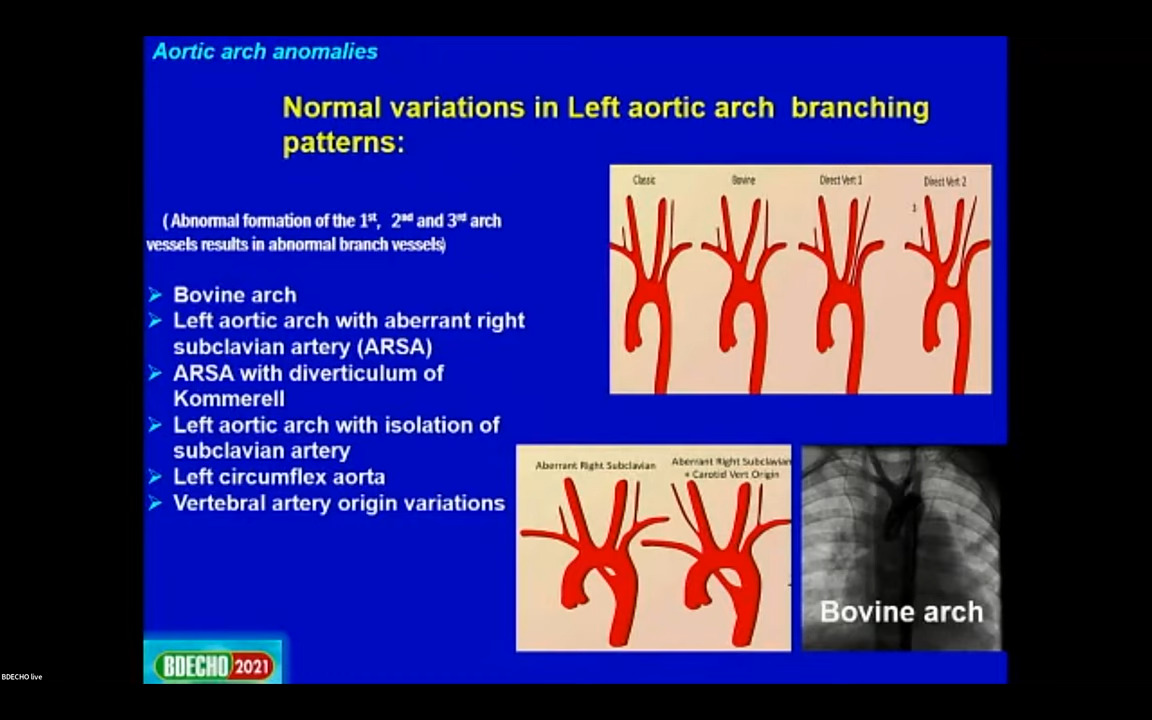 Aortic arch anomalies
Normal variations in Left aortic arch branching
patterns:
( Abnormal formation of the 1st, 2nd and 3rd arch
vessels results in abnormal branch vessels)
Bovine arch
Left aortic arch with aberrant right
subclavian artery (ARSA)
ARSA with diverticulum of
Kommerell
Left aortic arch with isolation of
subclavian artery
Left circumflex aorta
Vertebral artery origin variations
Classic
Bovine
Direct Vert 1
Direct Vert 2
Aberrant Right Subclavian
Aberrant Right Subclavian
+ Carotid Vert Origin
Bovine arch
BDECHO 2021
BDECHO live